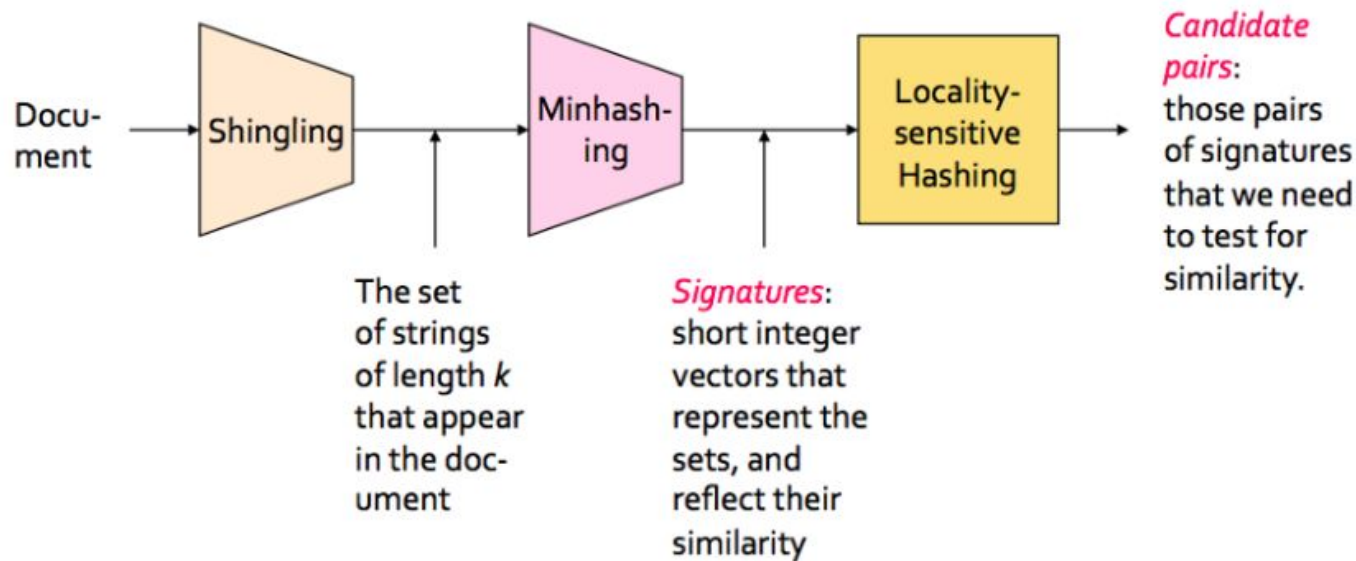 Docu-
ment
Shingling
The set
of strings
of length k
that appear
in the doc-
ument
Minhash-
ing
Signatures:
short integer
vectors that
represent the
sets, and
reflect their
similarity
Locality-
sensitive
Hashing
Candidate
pairs:
those pairs
of signatures
that we need
to test for
similarity.